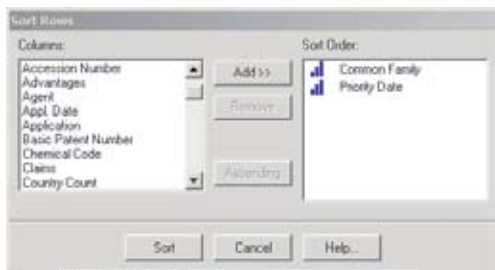 Sort Rows
Columns:
Accession Number
Advantages
Agent
Appl. Date
Application
Basic Patent Number
Chemical Code
Claims
Country Count
Add >>
Remove
Ascending
Sort Order:
Common Family
Priority Date
Sort
Cancel
Help...